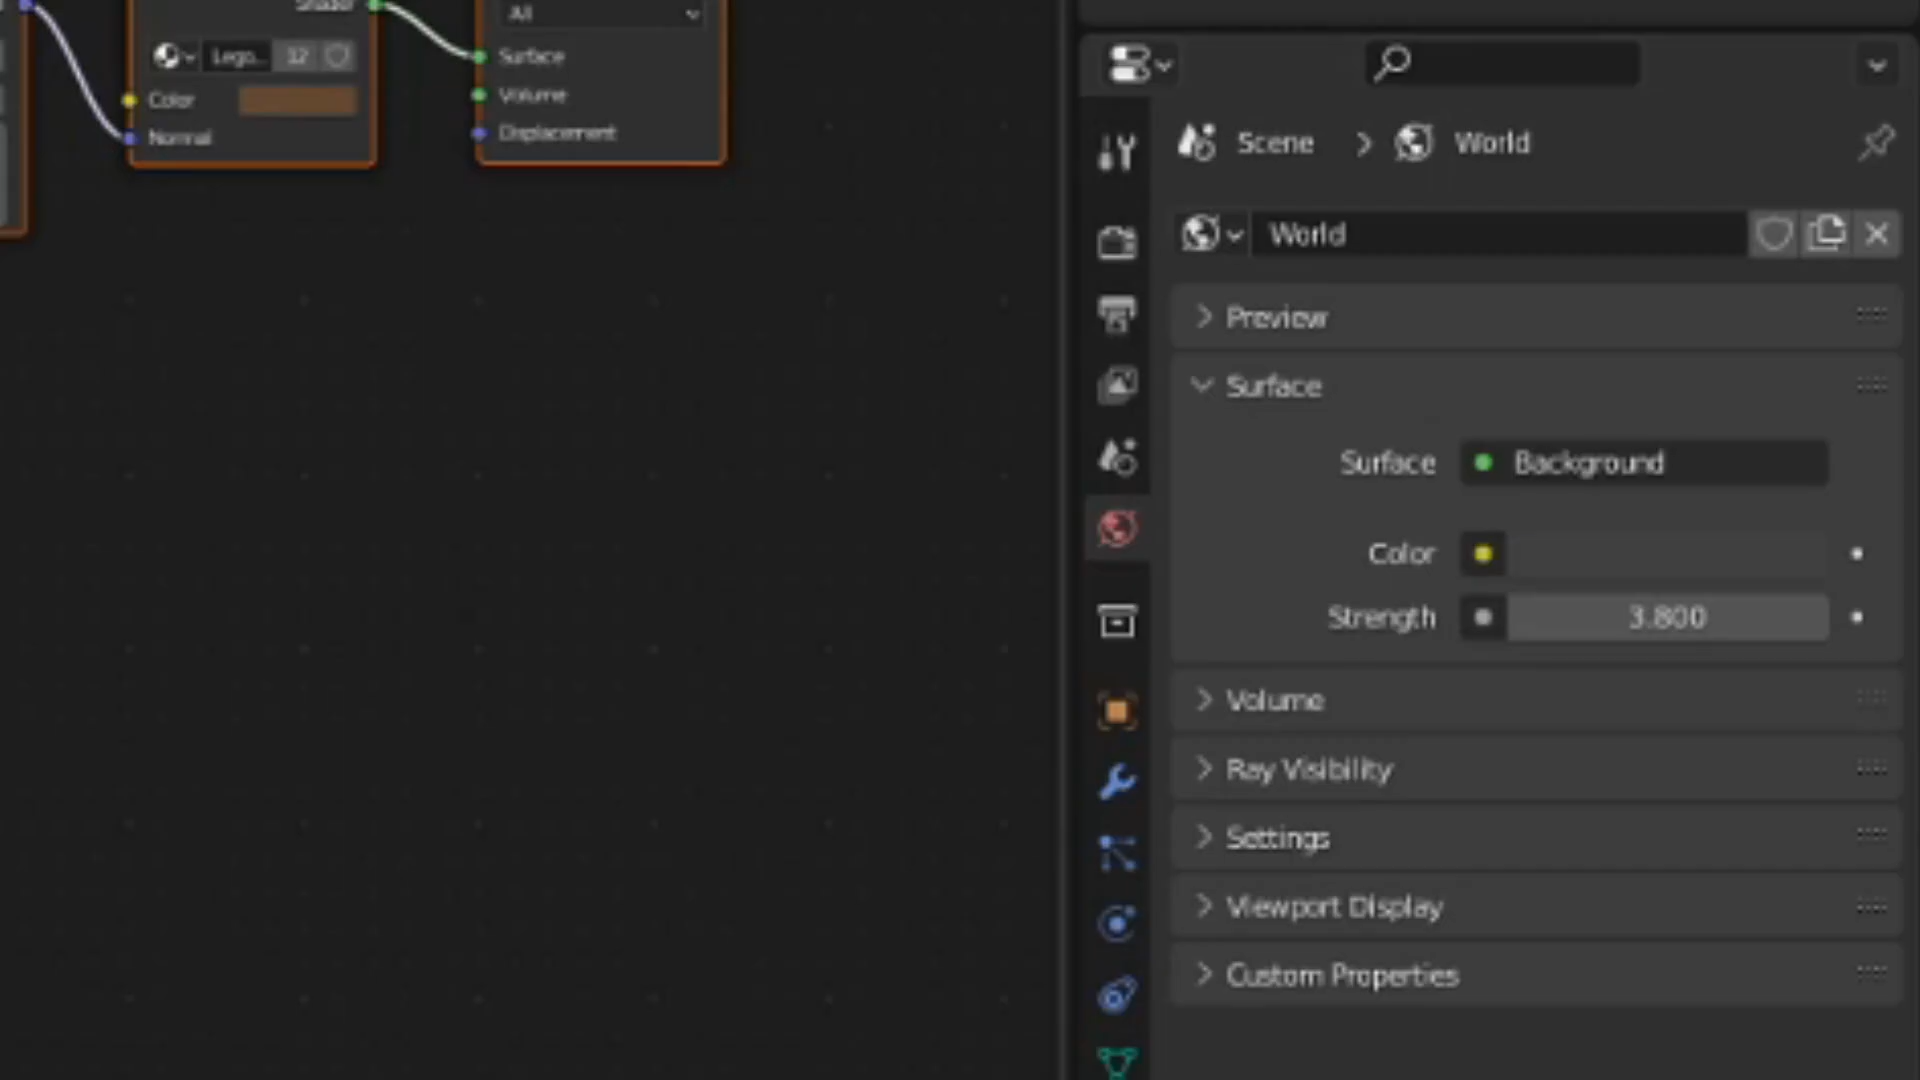 Shader
All
Lego...
12
Surface
Color
Volume
Normal
Displacement
Scene
World
World
Preview
Surface
Surface
Background
Color
Strength
3.800
Volume
Ray Visibility
Settings
Viewport Display
Custom Properties